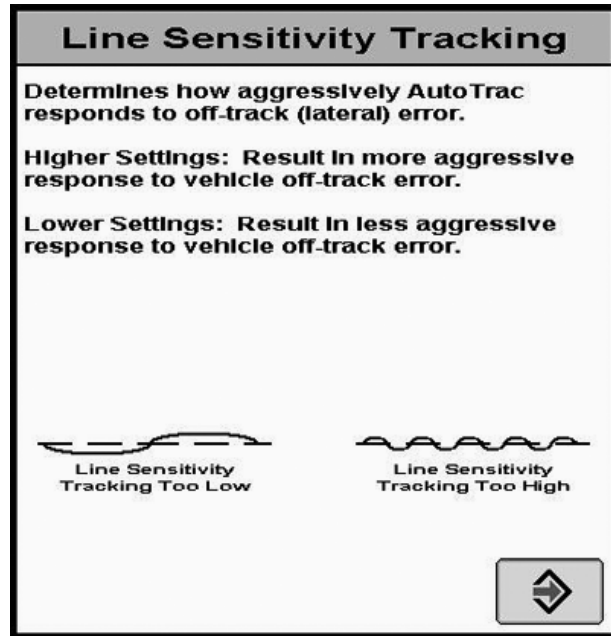 Line Sensitivity Tracking
Determines how aggressively AutoTrac
responds to off-track (lateral) error.
Higher Settings: Result in more aggressive
response to vehicle off-track error.
Lower Settings: Result in less aggressive
response to vehicle off-track error.
Line Sensitivity
Tracking Too Low
Line Sensitivity
Tracking Too High